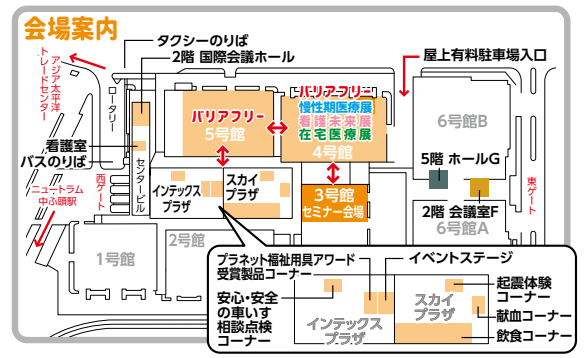 会場案内
タクシーのりば
2階 国際会議ホール
屋上有料駐車場入口
アジア太平洋
トレードセンター
ロータリー
バリアフリー
5号館
バリアフリー
慢性期医療展
看護未来展
在宅医療展
4号館
6号館B
5階 ホールG
看護室
バスのりば
センタービル
西ゲート
ニュートラム
中ふ頭駅
インテックス
プラザ
スカイ
プラザ
3号館
セミナー会場
2階 会議室F
6号館A
東ゲート
1号館
2号館
プラネット福祉用具アワード
受賞製品コーナー
イベントステージ
安心・安全
の車いす
相談点検
コーナー
インテックス
プラザ
スカイ
プラザ
起震体験
コーナー
献血コーナー
飲食コーナー